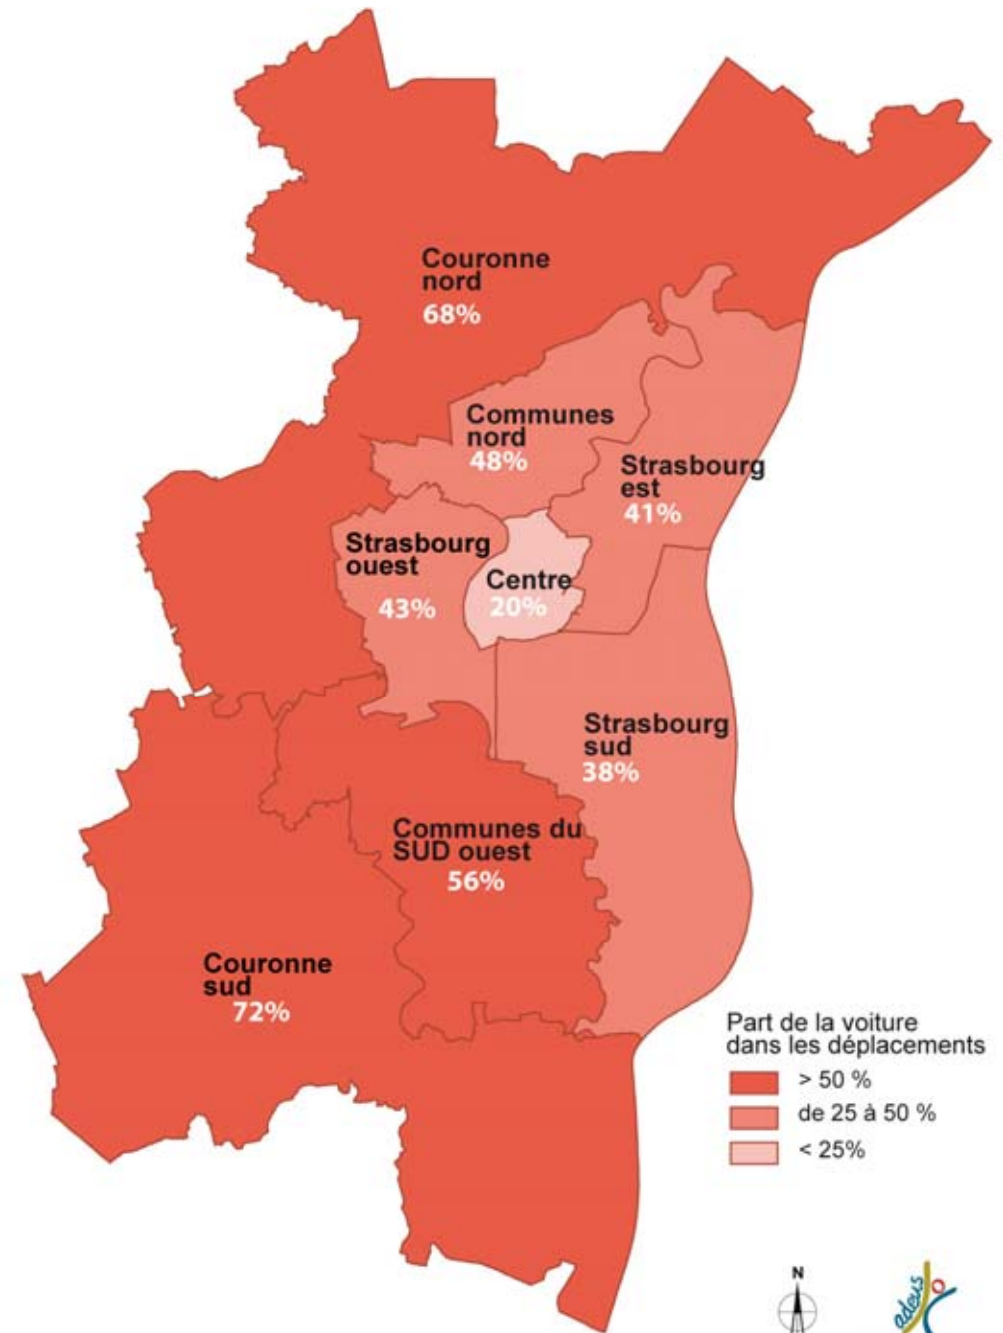 Couronne
nord
68%
Communes
nord
48%
Strasbourg
est
41%
Strasbourg
ouest
43%
Centre
20%
Strasbourg
sud
38%
Communes du
SUD ouest
56%
Couronne
sud
72%
Part de la voiture
dans les déplacements
> 50 %
de 25 à 50 %
< 25%
N
adeus